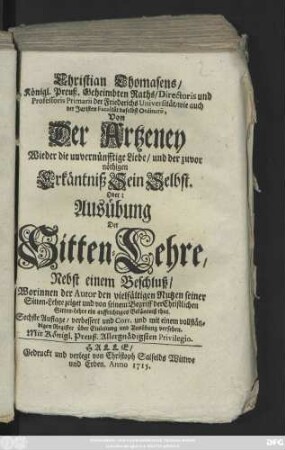 Christian Thomasens/
Königl. Preuß. Geheimbten Raths/ Directoris und
Professoris Primarii der Friederichs Universität/ wie auch
der Juristen Facultät daselbst Ordinarii,
Von
Der Artzeney
Wieder die unvernünfftige Liebe/ und der zuvor
nöthigen
Erkäntniß Sein Selbst.
Oder:
Ausübung
Der
Sitten-Lehre,
Nebst einem Beschluß/
Worinnen der Autor den vielfältigen Nutzen seiner
Sitten-Lehre zeiget und von seinem Begriff der Christlichen
Sitten-lehre ein auffrichtiges Bekäntniß thut.
Sechste Auflage/ verbessert und Corr. und mit einem vollstän-
digen Register über Einleitung und Ausübung versehen.
Mit Königl. Preuß. Allergnädigsten Privilegio.
HALLE/
Gedruckt und verlegt von Christoph Salfelds Wittwe
und Erben. Anno 1715.